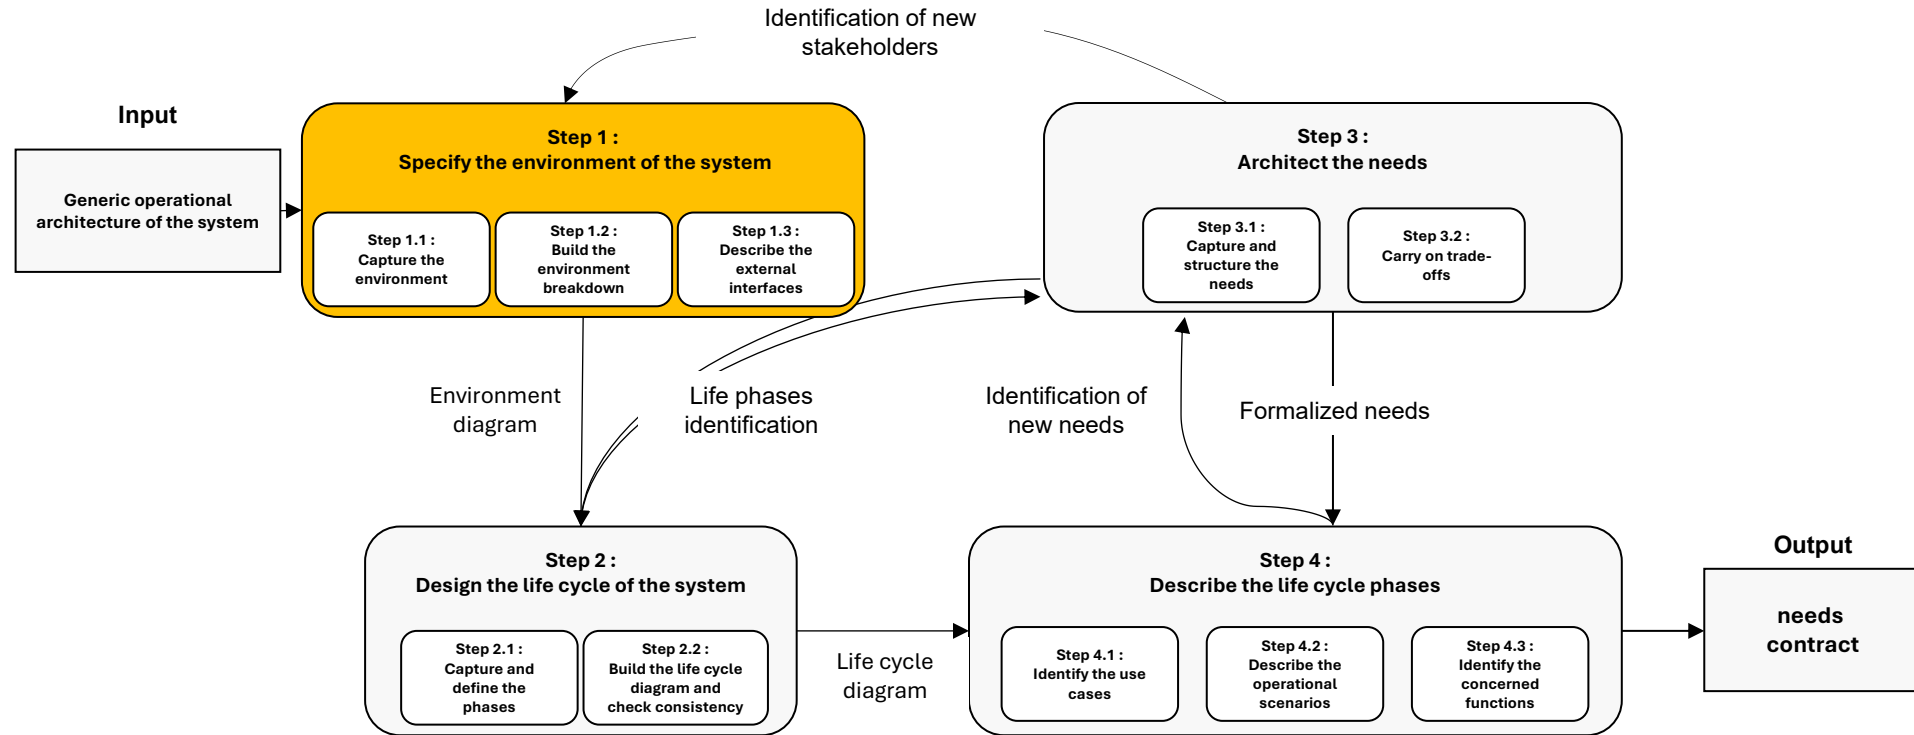 Identification of new
stakeholders
Input
Generic operational
architecture of the system
Step 1 :
Specify the environment of the system
Step 1.1 :
Capture the
environment
Step 1.2 :
Build the
environment
breakdown
Step 1.3 :
Describe the
external
interfaces
Step 3 :
Architect the needs
Step 3.1 :
Capture and
structure the
needs
Step 3.2 :
Carry on trade-
offs
Environment
diagram
Life phases
identification
Identification of
new needs
Formalized needs
Step 2 :
Design the life cycle of the system
Step 2.1 :
Capture and
define the
phases
Step 2.2 :
Build the life cycle
diagram and
check consistency
Life cycle
diagram
Step 4 :
Describe the life cycle phases
Step 4.1 :
Identify the use
cases
Step 4.2 :
Describe the
operational
scenarios
Step 4.3 :
Identify the
concerned
functions
Output
needs
contract